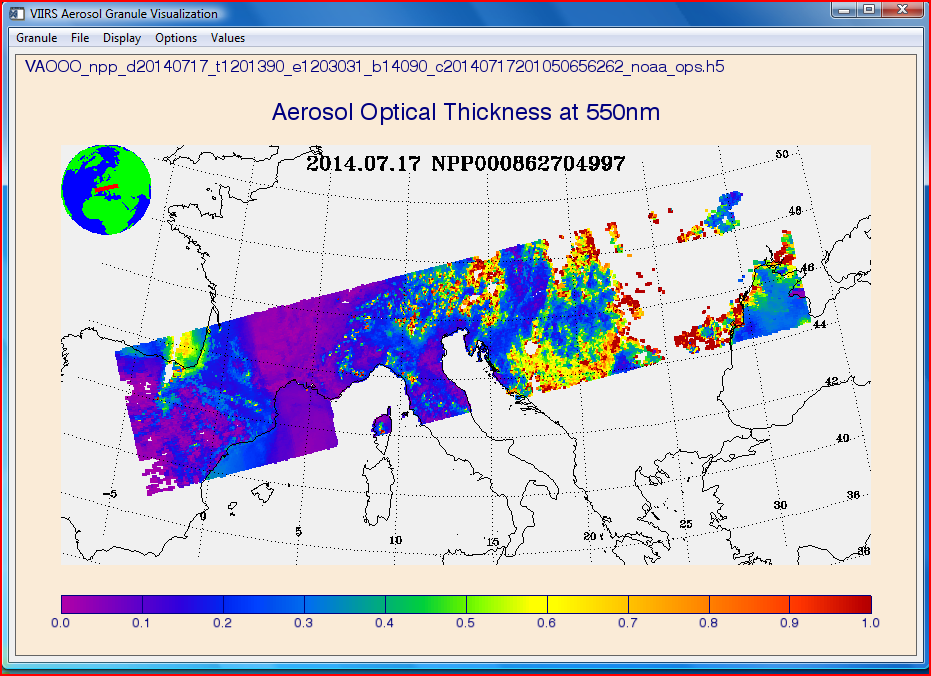 VIIRS Aerosol Granule Visualization
Granule File Display Options Values
VAOOO_npp_d20140717_t1201390_e1203031_b14090_c20140717201050656262_noaa_ops.h5
Aerosol Optical Thickness at 550nm
2014.07.17 NPP000862704997
50
48
46
44
42
40
-5
36
0
30
25
5
20
15
10
38
0.0 0.1 0.2 0.3 0.4 0.5 0.6 0.7 0.8 0.9 1.0